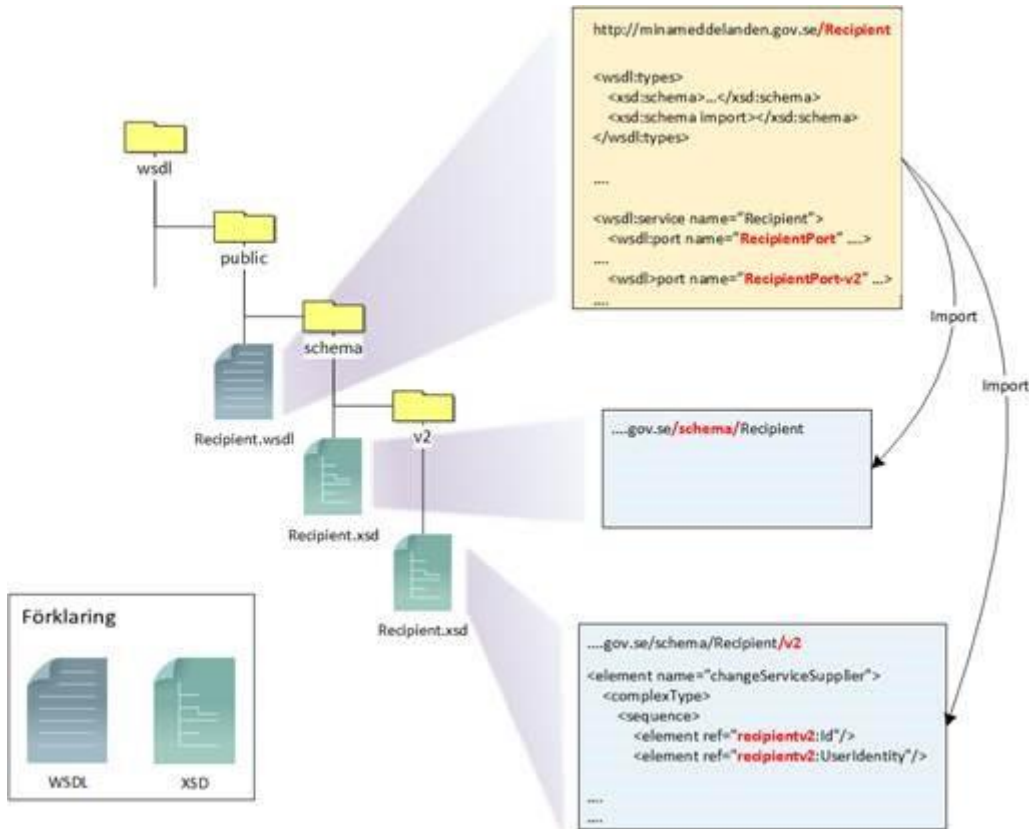 http://minameddelanden.gov.se/Recipient
<wsdl:types>
<xsd:schema>...</xsd:schema>
<xsd:schema import></xsd:schema>
</wsdl:types>
....
<wsdl:service name="Recipient">
<wsdl:port name="RecipientPort" ....>
....
<wsdl>port name="RecipientPort-v2" ...>
....
wsdl
public
schema
Recipient.wsdl
v2
Recipient.xsd
Recipient.xsd
Import
Import
....gov.se/schema/Recipient
....gov.se/schema/Recipient/v2
<element name="changeServiceSupplier">
<complexType>
<sequence>
<element ref="recipientv2:Id"/>
<element ref="recipientv2:UserIdentity"/>
....
....
Förklaring
WSDL
XSD